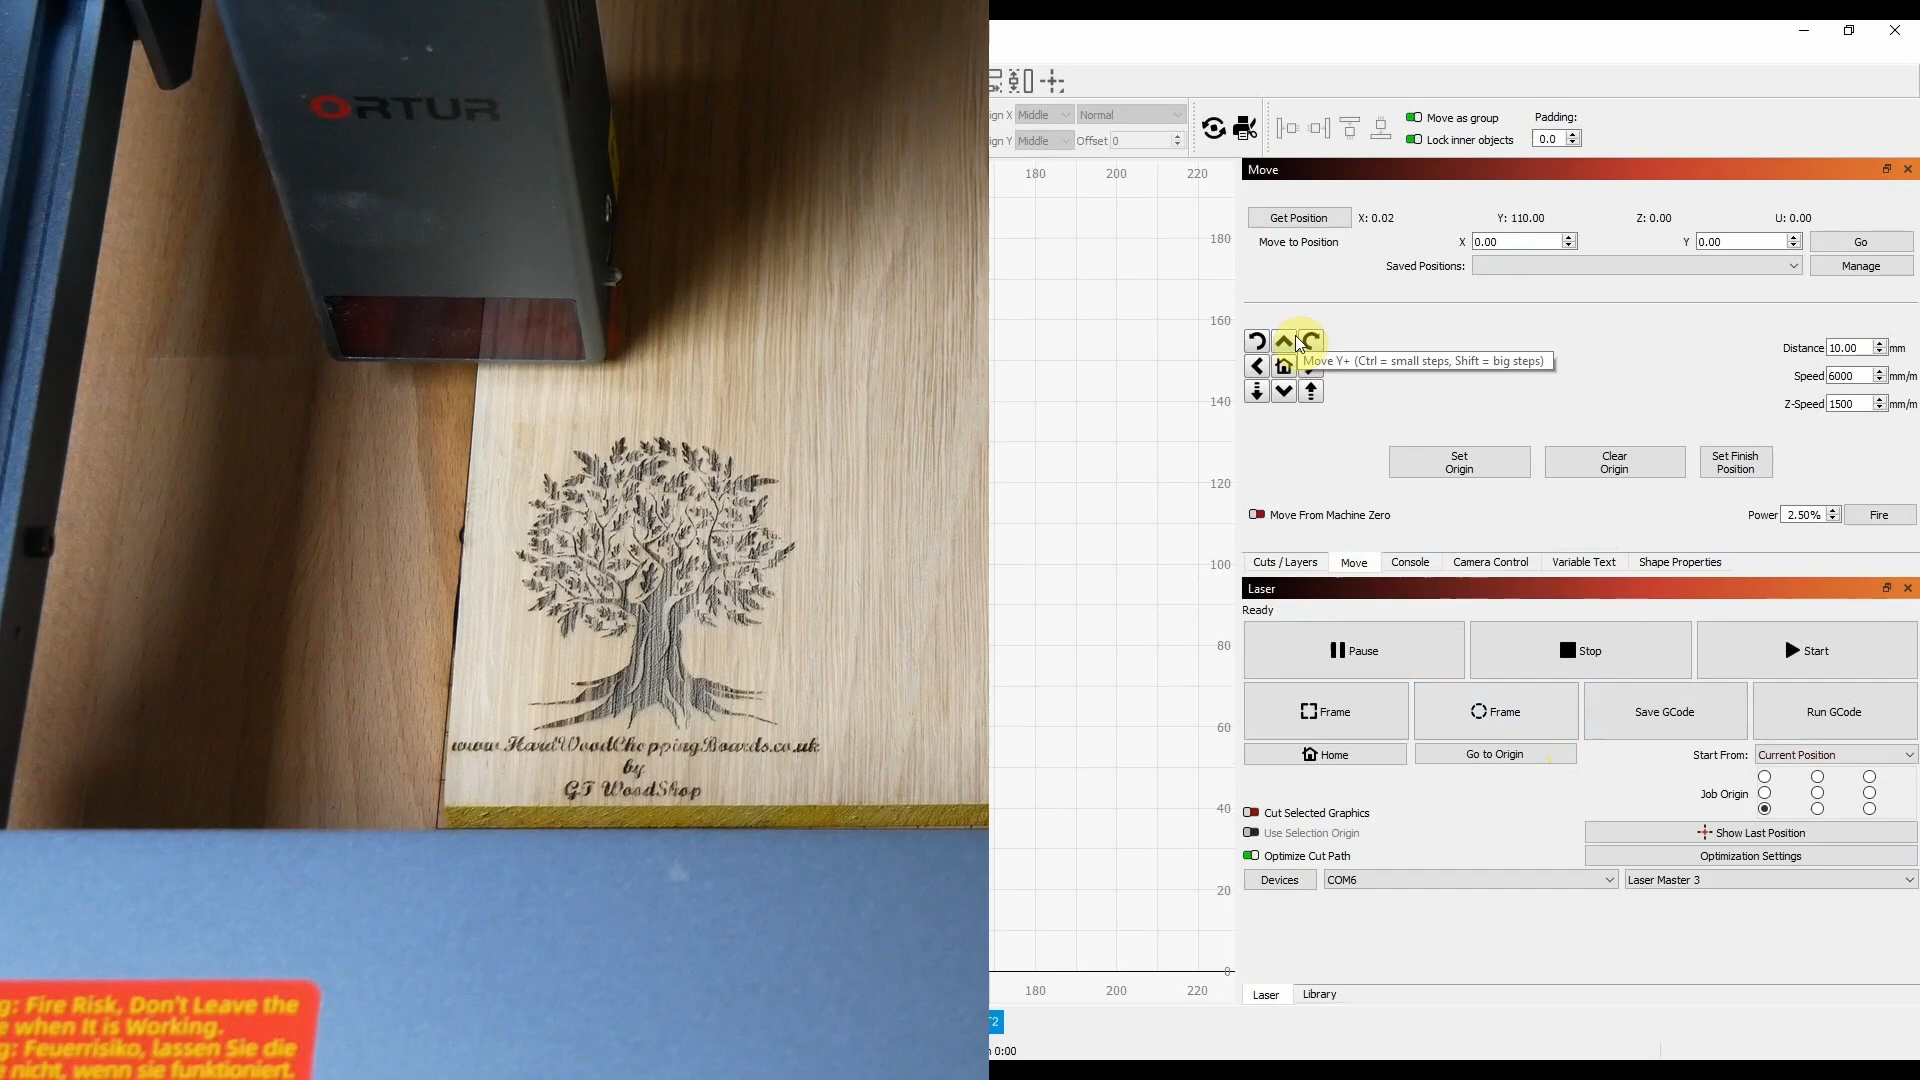 ORTUR
www.HardWoodChoppingBoards.co.uk
by
GT WoodShop
g: Fire Risk, Don't Leave the
e when It is Working.
g: Feuerrisiko, lassen Sie die
e nicht, wenn sie funktioniert.
ign X Middle Normal
ign Y Middle Offset 0
Move as group
Lock inner objects
Padding:
0.0
180 200 220
180
160
140
120
100
80
60
40
20
0
180 200 220
Move
Get Position X: 0.02 Y: 110.00 Z: 0.00 U: 0.00
Move to Position X 0.00 Y 0.00 Go
Saved Positions: Manage
Move Y+ (Ctrl = small steps, Shift = big steps)
Distance 10.00 mm
Speed 6000 mm/m
Z-Speed 1500 mm/m
Set Origin
Clear Origin
Set Finish Position
Move From Machine Zero Power 2.50% Fire
Cuts / Layers Move Console Camera Control Variable Text Shape Properties
Laser
Ready
Pause Stop Start
Frame Frame Save GCode Run GCode
Home Go to Origin Start From: Current Position
Job Origin
Cut Selected Graphics
Use Selection Origin
Show Last Position
Optimize Cut Path Optimization Settings
Devices COM6 Laser Master 3
Laser Library
T2
n 0:00